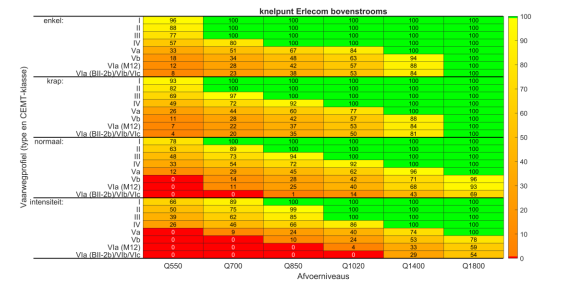 knelpunt Erlecom bovenstrooms
enkel: I 96 100 100 100 100 100
II 88 100 100 100 100 100
III 77 100 100 100 100 100
IV 57 80 100 100 100 100
Va 33 51 67 84 100 100
Vb 18 34 48 63 94 100
VIa (M12) 12 28 42 57 88 100
VIa (BII-2b)/VIb/VIc 8 23 38 53 84 100
krap: I 93 100 100 100 100 100
II 82 100 100 100 100 100
III 69 97 100 100 100 100
IV 49 72 92 100 100 100
Va 26 44 60 77 100 100
Vb 11 28 42 57 88 100
VIa (M12) 7 22 37 53 84 100
VIa (BII-2b)/VIb/VIc 4 20 35 50 81 100
normaal: I 78 100 100 100 100 100
II 63 89 100 100 100 100
III 48 73 94 100 100 100
IV 33 54 72 92 100 100
Va 12 29 45 62 96 100
Vb 0 14 28 42 71 96
VIa (M12) 0 11 25 40 68 93
VIa (BII-2b)/VIb/VIc 0 0 1 14 43 69
intensiteit: I 66 89 100 100 100 100
II 50 75 99 100 100 100
III 39 62 85 100 100 100
IV 26 46 66 86 100 100
Va 0 9 24 40 74 100
Vb 0 0 10 24 53 78
VIa (M12) 0 0 0 4 33 59
VIa (BII-2b)/VIb/VIc 0 0 0 0 29 54
Q550 Q700 Q850 Q1020 Q1400 Q1800
Afvoerniveaus
Vaarwegprofiel (type en CEMT-klasse)
100
90
80
70
60
50
40
30
20
10
0